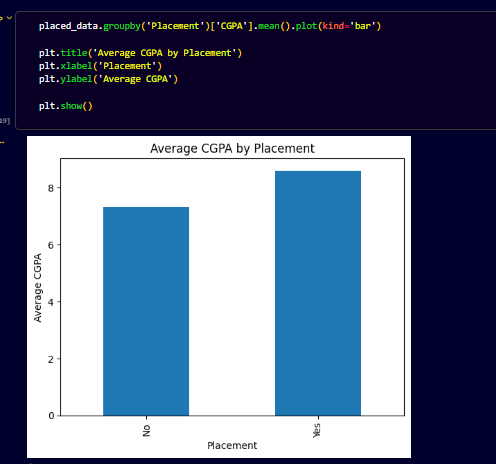 placed_data.groupby('Placement')['CGPA'].mean().plot(kind='bar')
plt.title('Average CGPA by Placement')
plt.xlabel('Placement')
plt.ylabel('Average CGPA')
plt.show()
19]
Average CGPA by Placement
8
6
4
2
0
Average CGPA
No
Yes
Placement